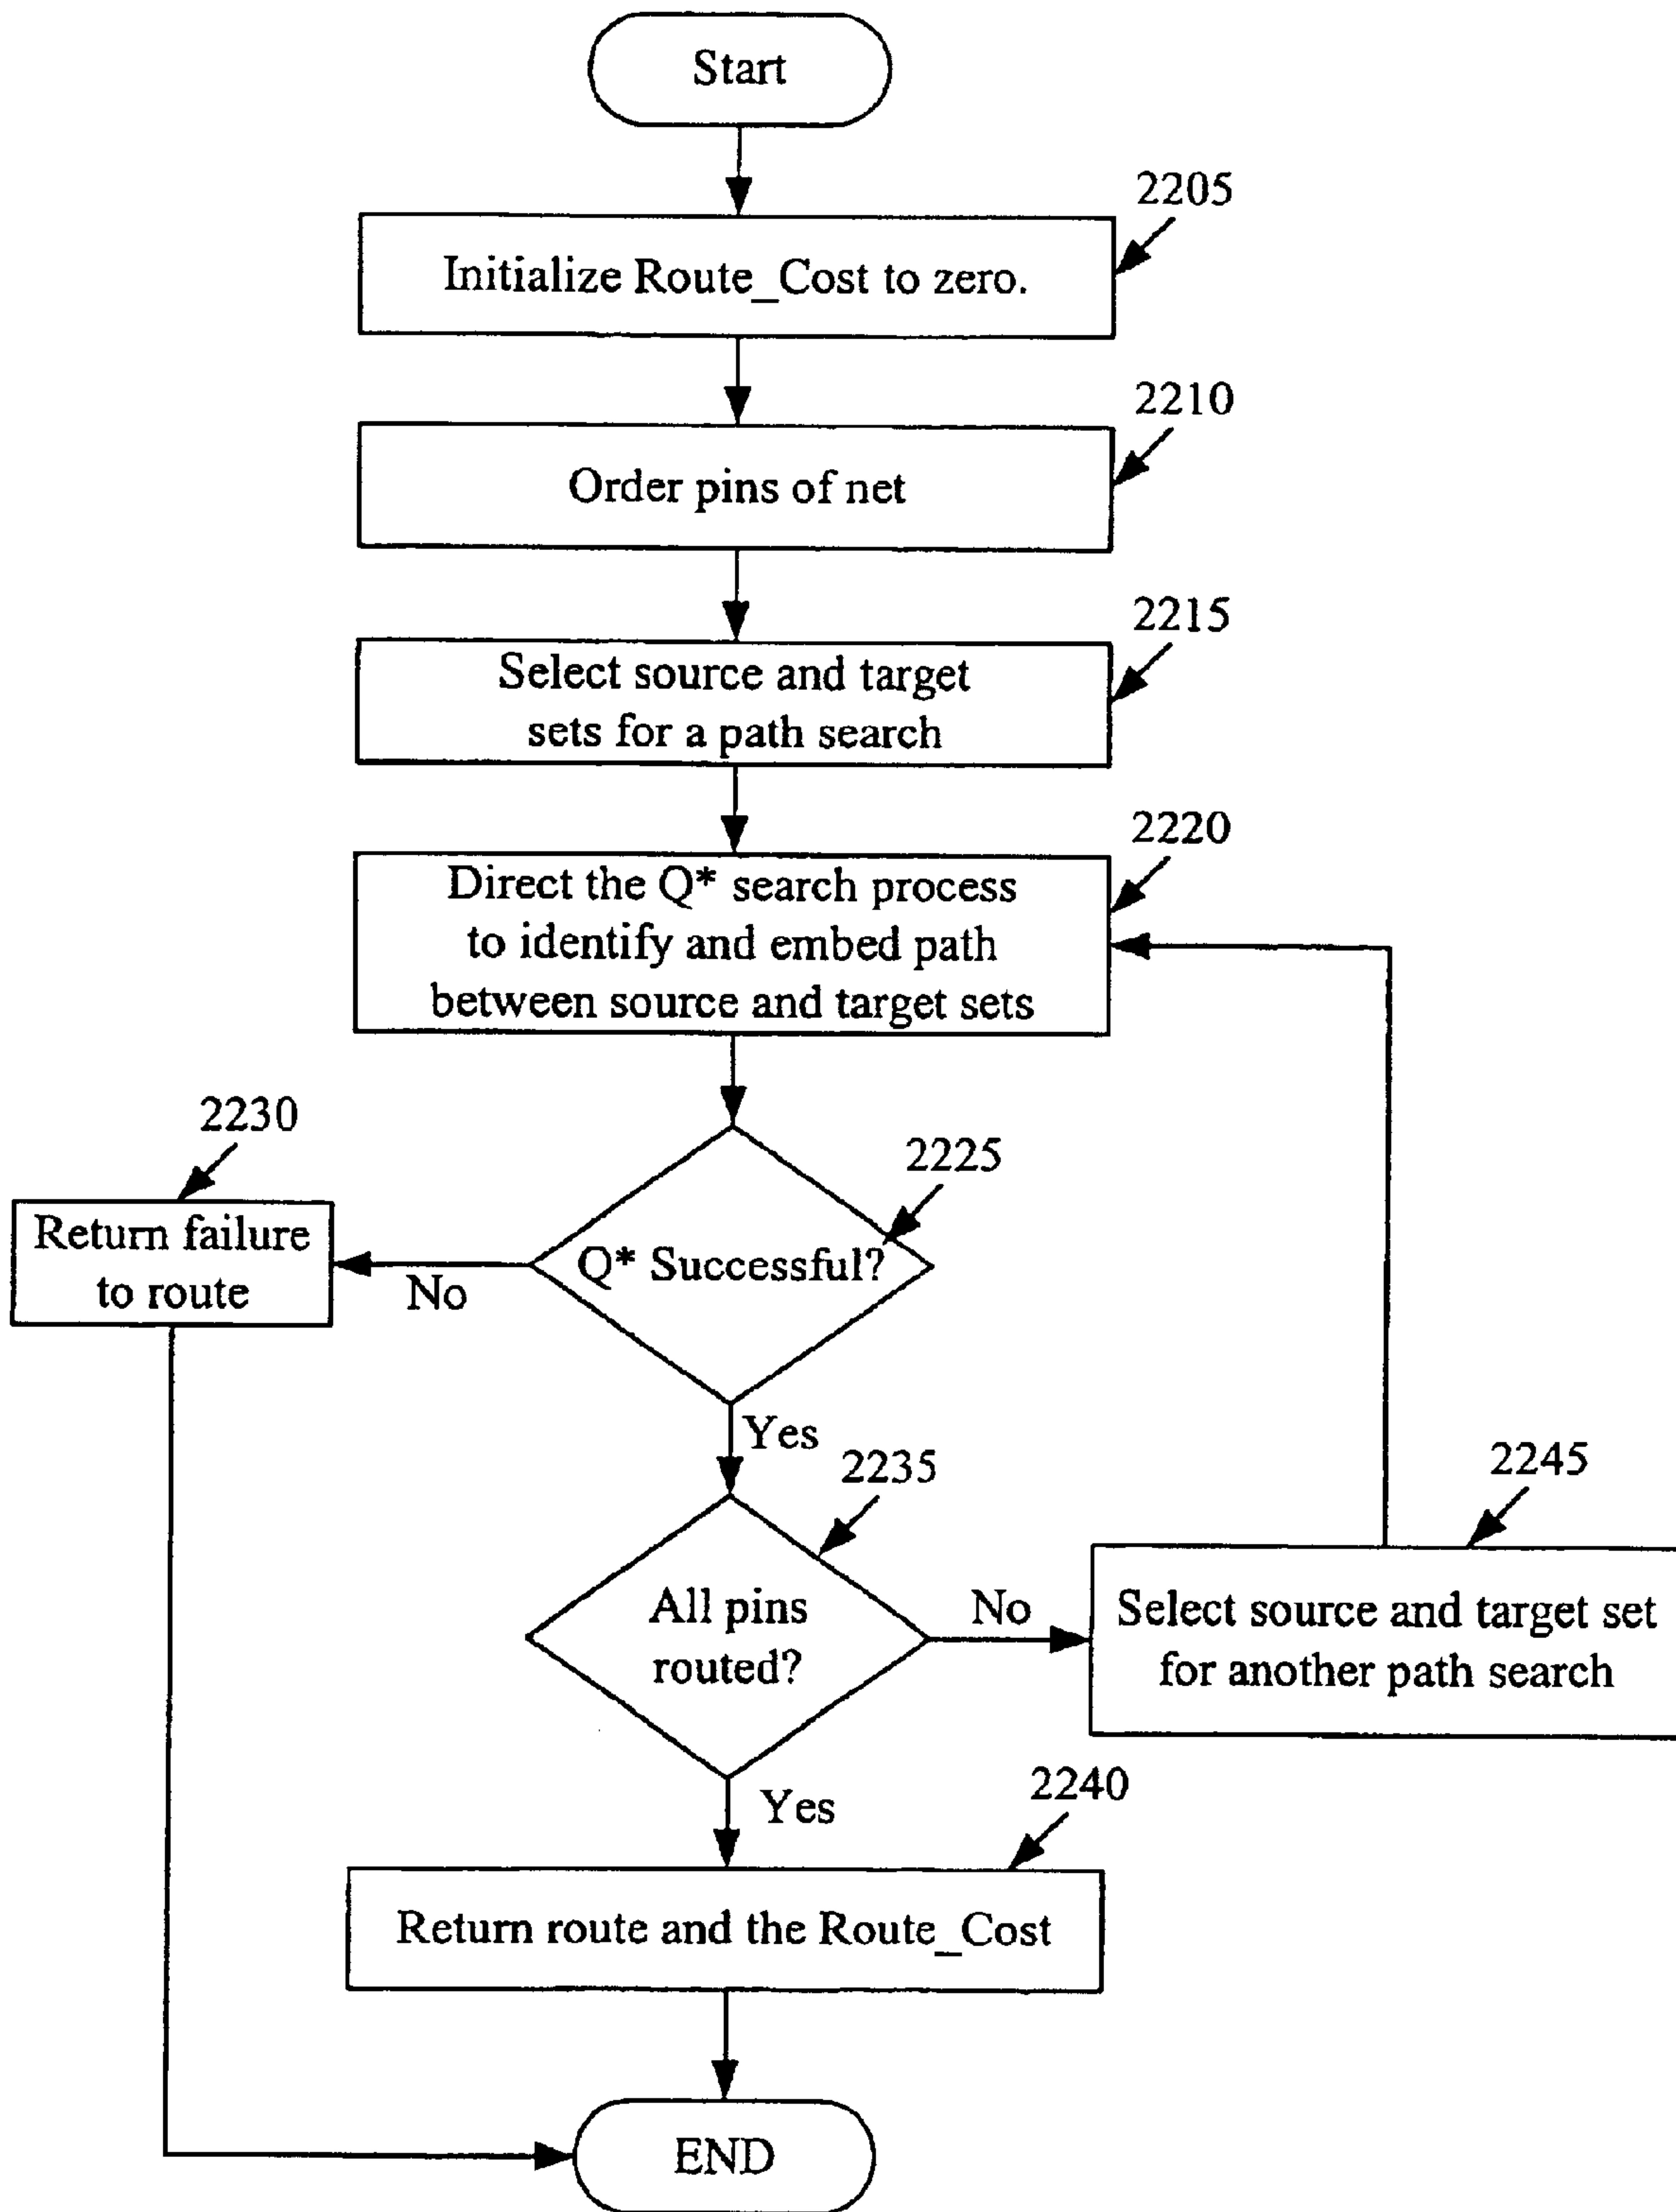 Start
2205
Initialize Route_Cost to zero.
2210
Order pins of net
2215
Select source and target
sets for a path search
2220
Direct the Q* search process
to identify and embed path
between source and target sets
2230
2225
Return failure
to route
No
Q* Successful?
Yes
2235
2245
All pins
routed?
No
Select source and target set
for another path search
Yes
2240
Return route and the Route_Cost
END